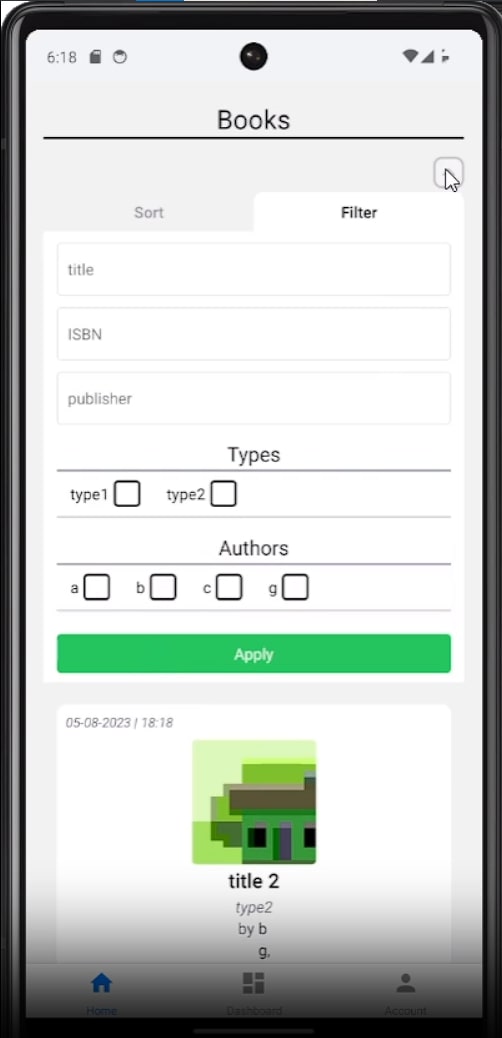 6:18
Books
Sort Filter
title
ISBN
publisher
Types
type1 type2
Authors
a b c g
Apply
05-08-2023 | 18:18
title 2
type2
by b
g,
Home Dashboard Account